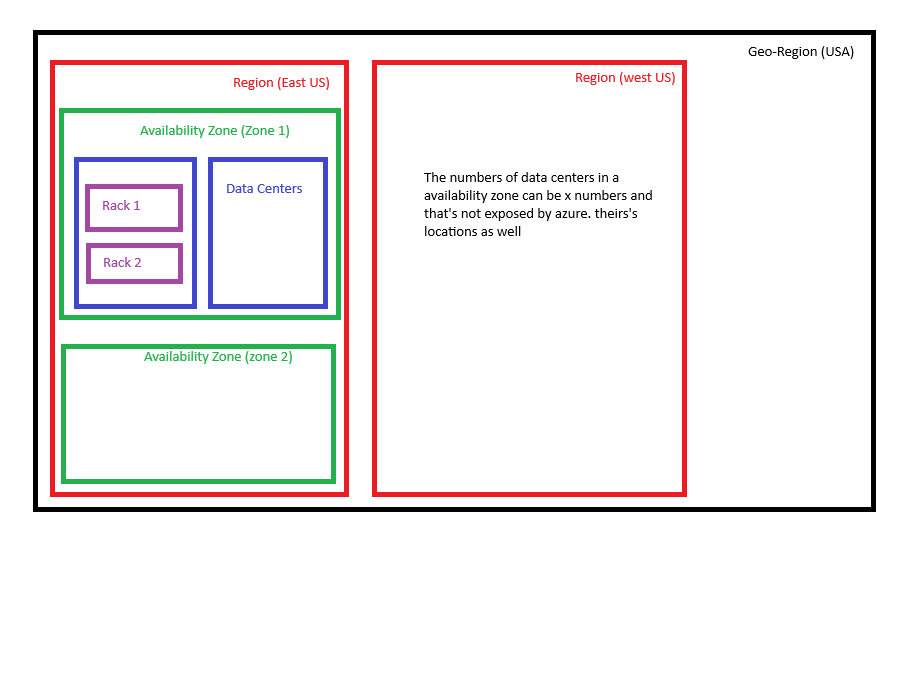 Geo-Region (USA)
Region (East US)
Availability Zone (Zone 1)
Rack 1
Rack 2
Data Centers
Availability Zone (zone 2)
Region (west US)
The numbers of data centers in a
availability zone can be x numbers and
that's not exposed by azure. theirs's
locations as well